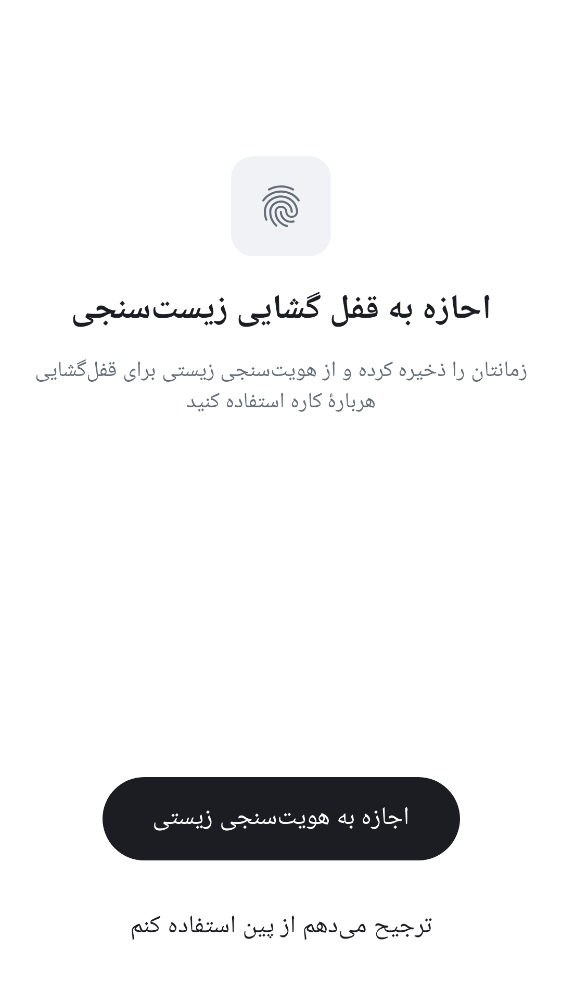 احازه به قفل گشایی زیست‌سنجی
زمانتان را ذخیره کرده و از هویت‌سنجی زیستی برای قفل‌گشایی
هربارهٔ کاره استفاده کنید
اجازه به هویت‌سنجی زیستی
ترجیح می‌دهم از پین استفاده کنم